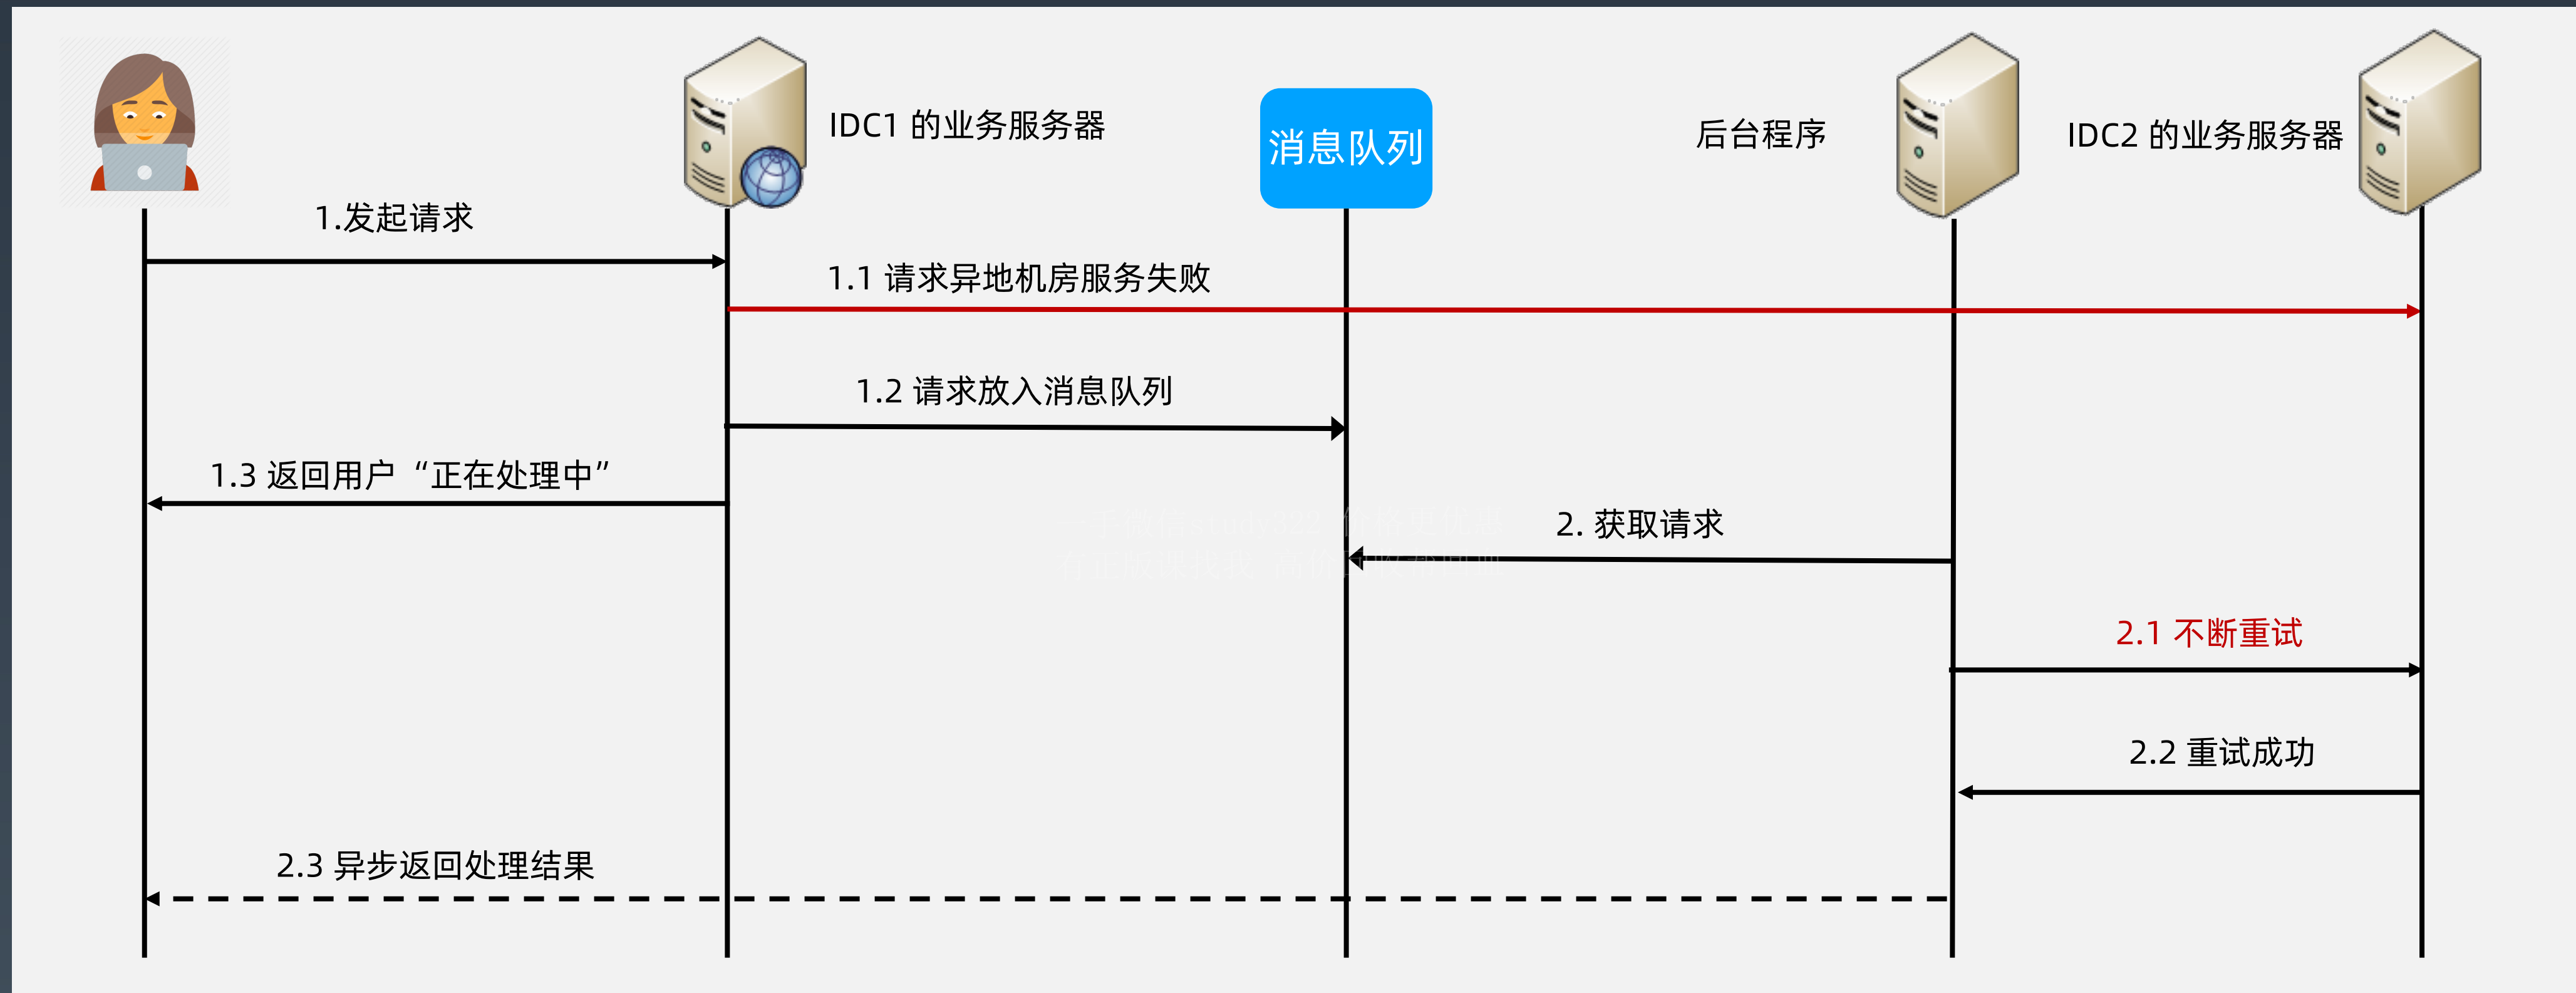 IDC1 的业务服务器
消息队列
后台程序
IDC2 的业务服务器
1.发起请求
1.1 请求异地机房服务失败
1.2 请求放入消息队列
1.3 返回用户“正在处理中”
2. 获取请求
2.1 不断重试
2.2 重试成功
2.3 异步返回处理结果